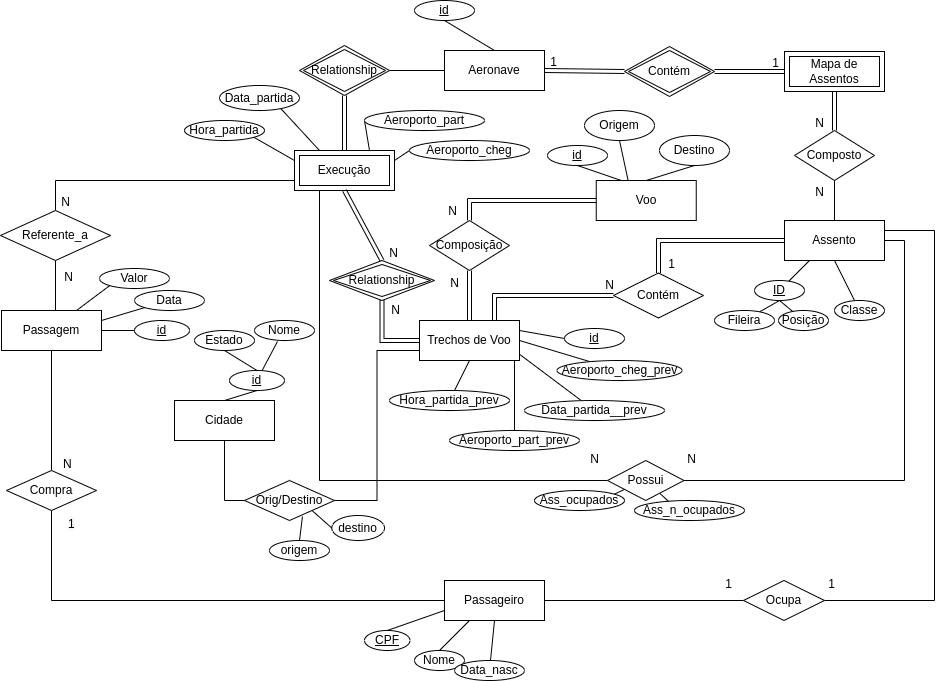 id
Relationship
Aeronave
1
Contém
1
Mapa de
Assentos
Data_partida
Hora_partida
Aeroporto_part
Aeroporto_cheg
Execução
Origem
id
Destino
Voo
N
Composto
N
N
Referente_a
N
N
Composição
N
Assento
N
Relationship
N
N
Contém
1
ID
Fileira
Posição
Classe
Valor
Data
id
Passagem
Estado
Nome
id
Cidade
Trechos de Voo
id
Aeroporto_cheg_prev
Hora_partida_prev
Data_partida__prev
Aeroporto_part_prev
N
Compra
1
Orig/Destino
origem
destino
N
Possui
N
Ass_ocupados
Ass_n_ocupados
Passageiro
1
Ocupa
1
CPF
Nome
Data_nasc